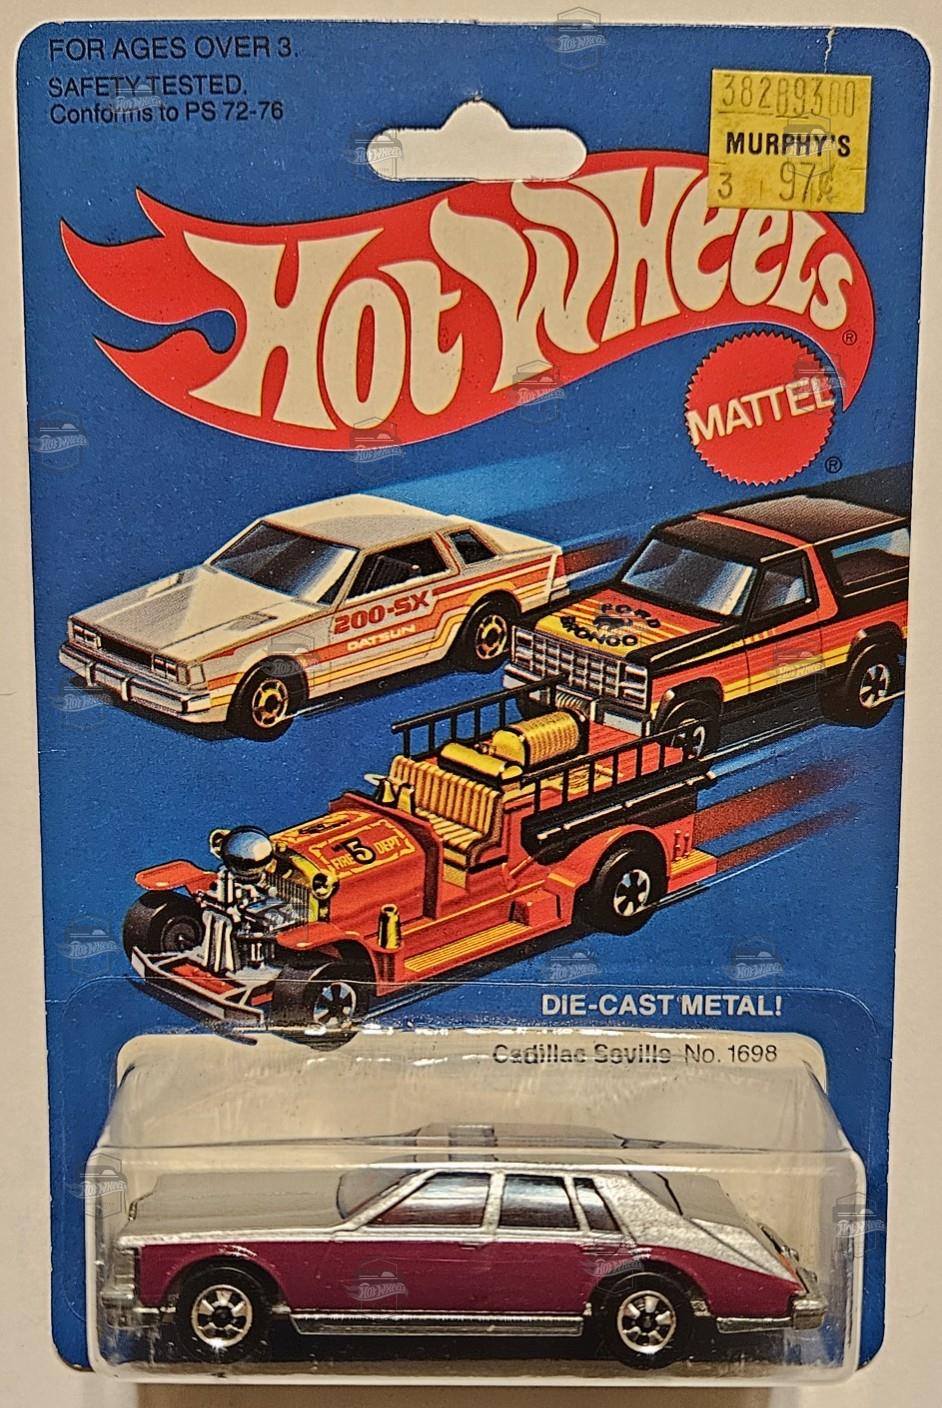 FOR AGES OVER 3.
SAFETY TESTED.
Conforms to PS 72-76
38289300
MURPHY'S
3 97¢
HOT WHEELS®
MATTEL
®
200-SX
DATSUN
FORD
BRONCO
FIRE 5 DEPT
DIE-CAST METAL!
Cadillac Seville No. 1698